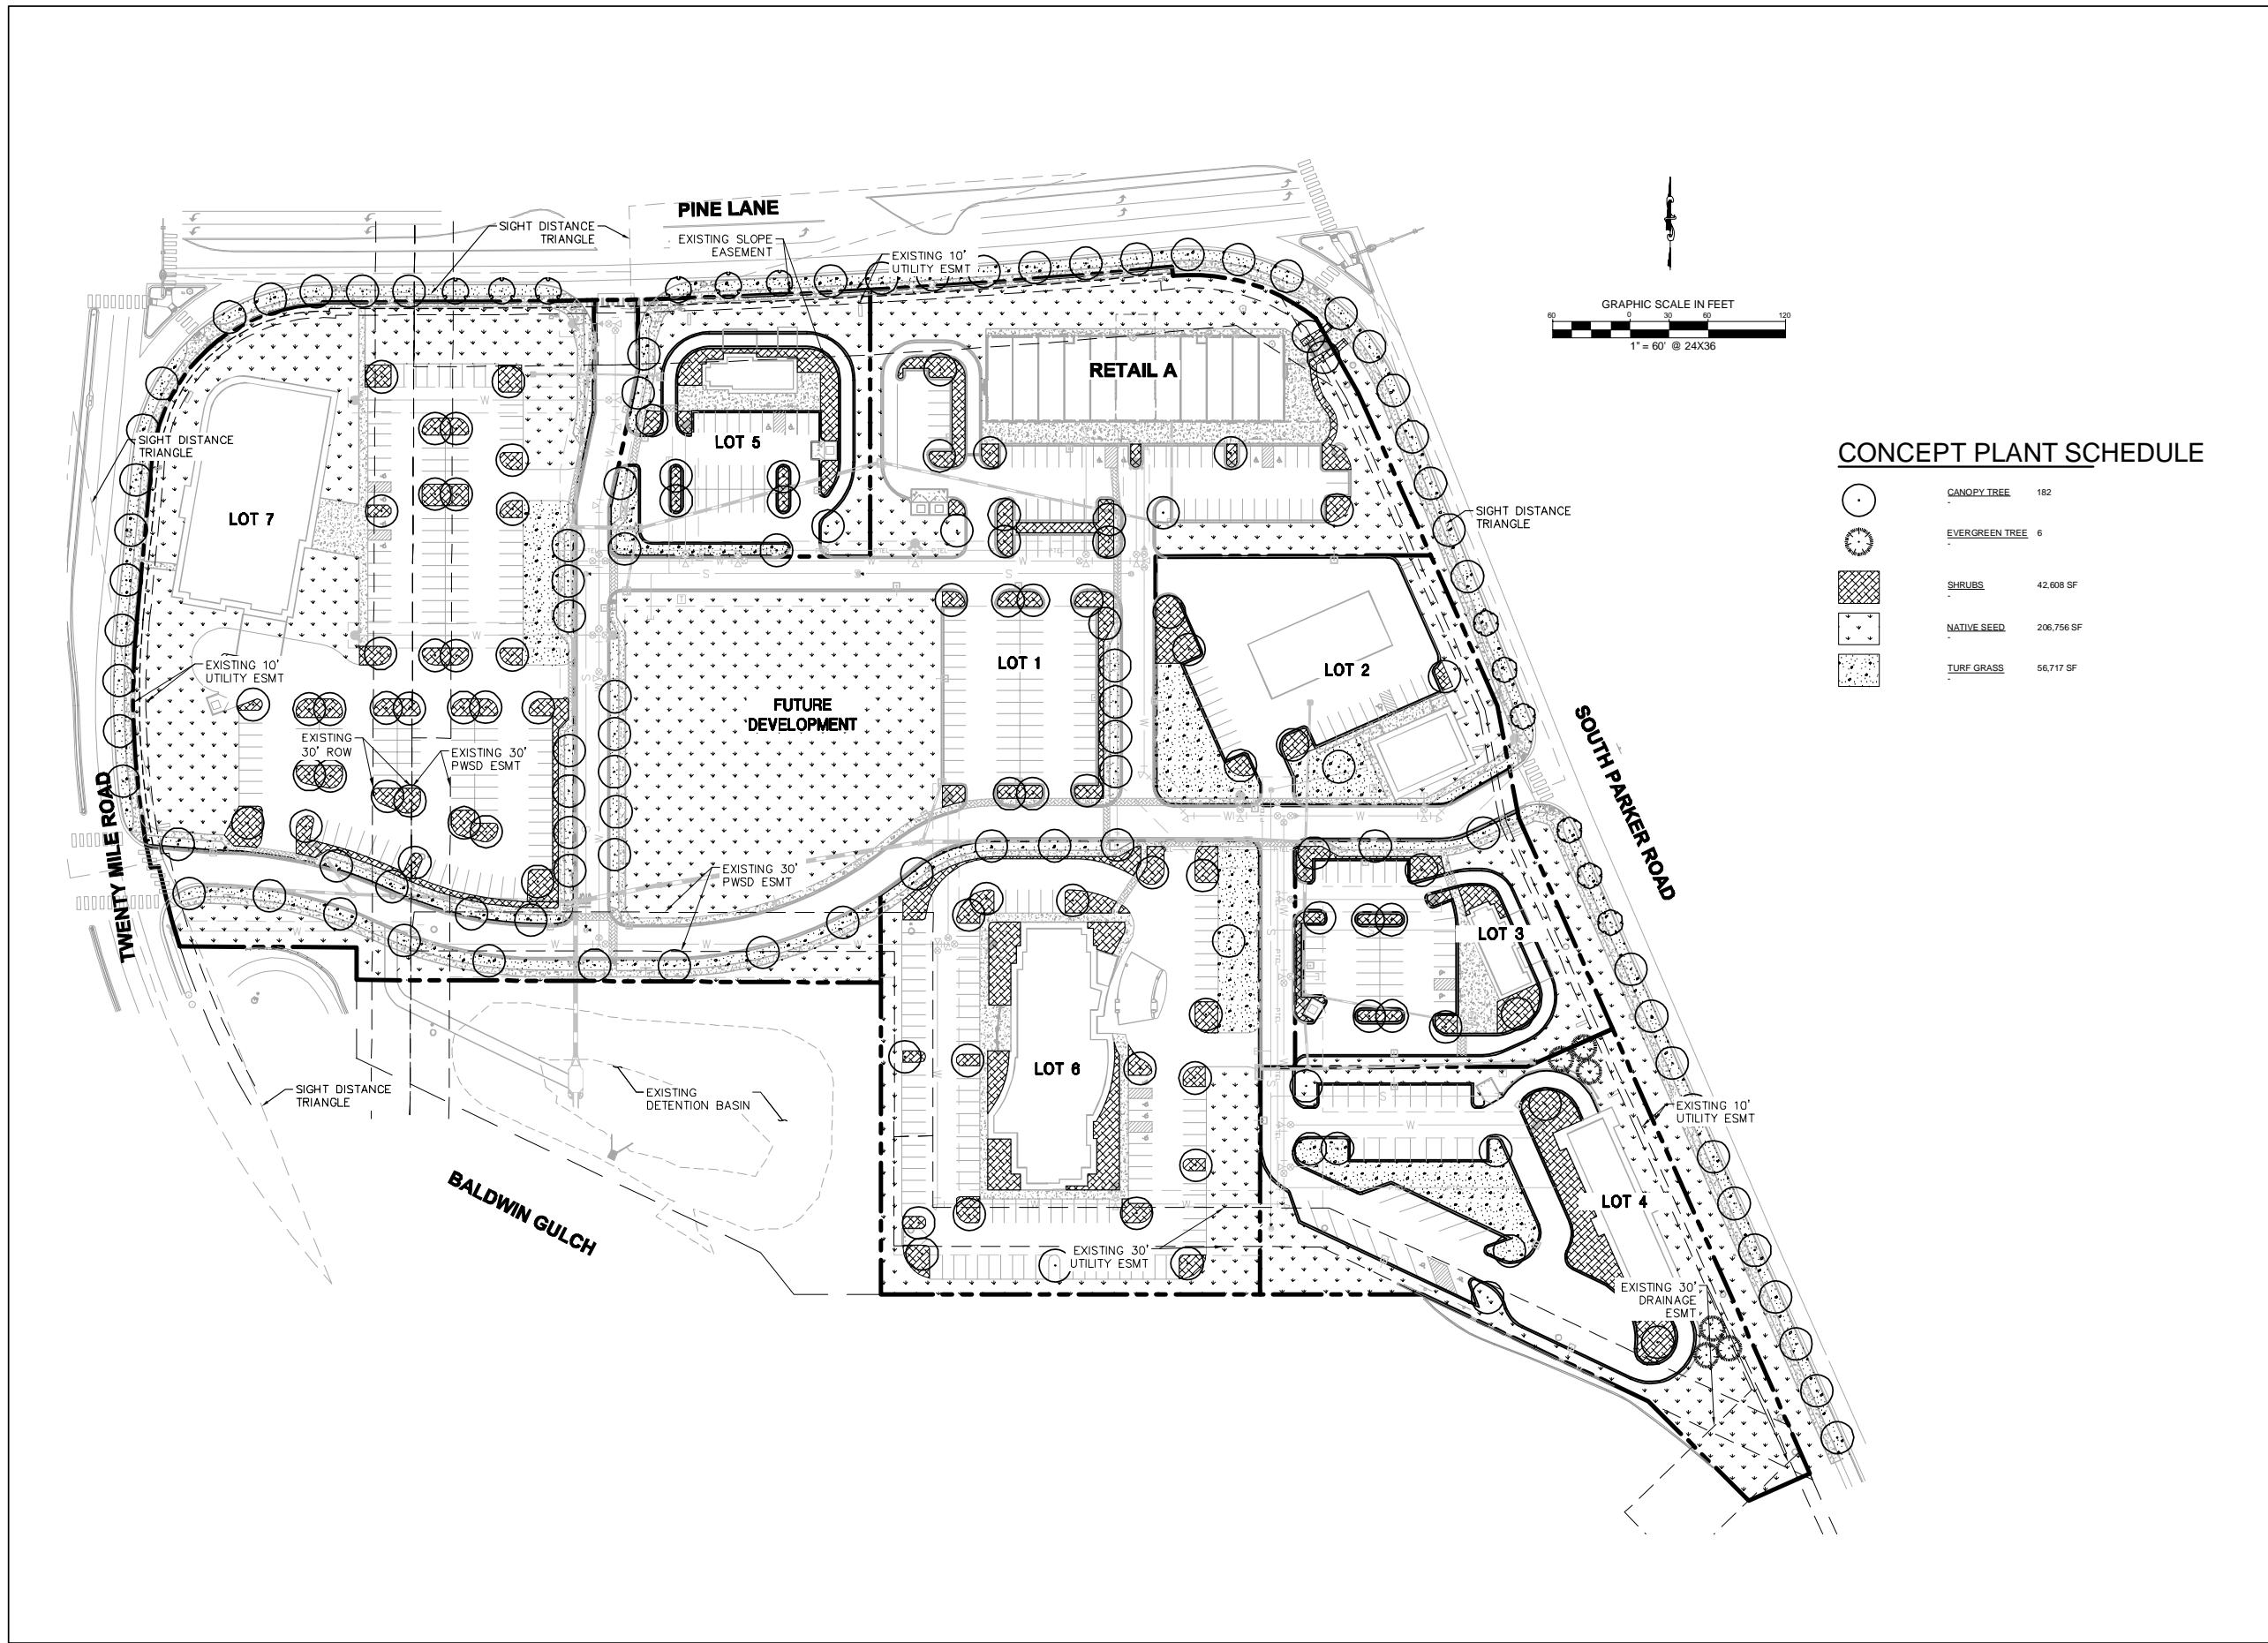 PINE LANE
SIGHT DISTANCE
TRIANGLE
EXISTING SLOPE
EASEMENT
EXISTING 10'
UTILITY ESMT
GRAPHIC SCALE IN FEET
60 0 30 60 120
1" = 60' @ 24X36
RETAIL A
SIGHT DISTANCE
TRIANGLE
LOT 5
CONCEPT PLANT SCHEDULE
CANOPY TREE 182
-
EVERGREEN TREE 6
-
SHRUBS 42,608 SF
-
NATIVE SEED 206,756 SF
-
TURF GRASS 56,717 SF
-
LOT 7
SIGHT DISTANCE
TRIANGLE
EXISTING 10'
UTILITY ESMT
LOT 1
LOT 2
FUTURE
DEVELOPMENT
SOUTH PARKER ROAD
EXISTING
30' ROW
EXISTING 30'
PWSD ESMT
TWENTY MILE ROAD
EXISTING 30'
PWSD ESMT
LOT 3
LOT 6
SIGHT DISTANCE
TRIANGLE
EXISTING
DETENTION BASIN
EXISTING 10'
UTILITY ESMT
BALDWIN GULCH
LOT 4
EXISTING 30'
UTILITY ESMT
EXISTING 30'
DRAINAGE
ESMT